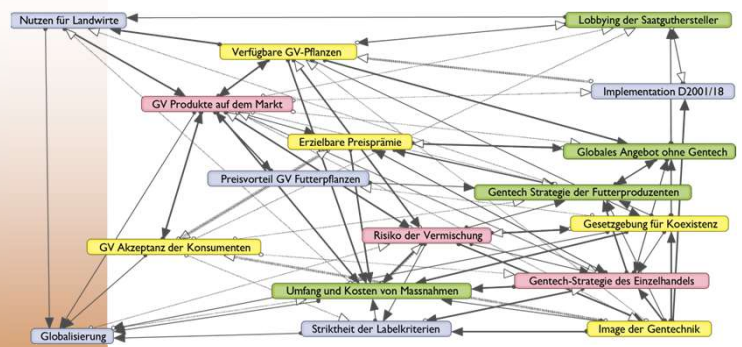 Nutzen für Landwirte
Lobbying der Saatguthersteller
Verfügbare GV-Pflanzen
Implementation D2001/18
GV Produkte auf dem Markt
Erzielbare Preisprämie
Globales Angebot ohne Gentech
Preisvorteil GV Futterpflanzen
Gentech Strategie der Futterproduzenten
Gesetzgebung für Koexistenz
Risiko der Vermischung
GV Akzeptanz der Konsumenten
Gentech-Strategie des Einzelhandels
Umfang und Kosten von Massnahmen
Globalisierung
Striktheit der Labelkriterien
Image der Gentechnik